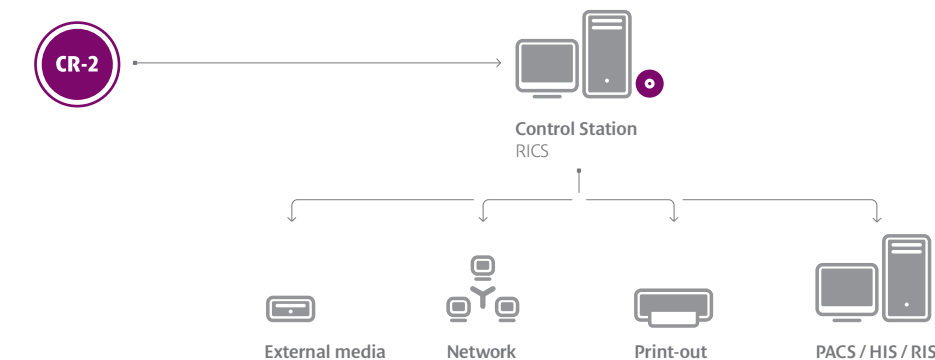 CR-2
Control Station
RICS
External media
Network
Print-out
PACS / HIS / RIS